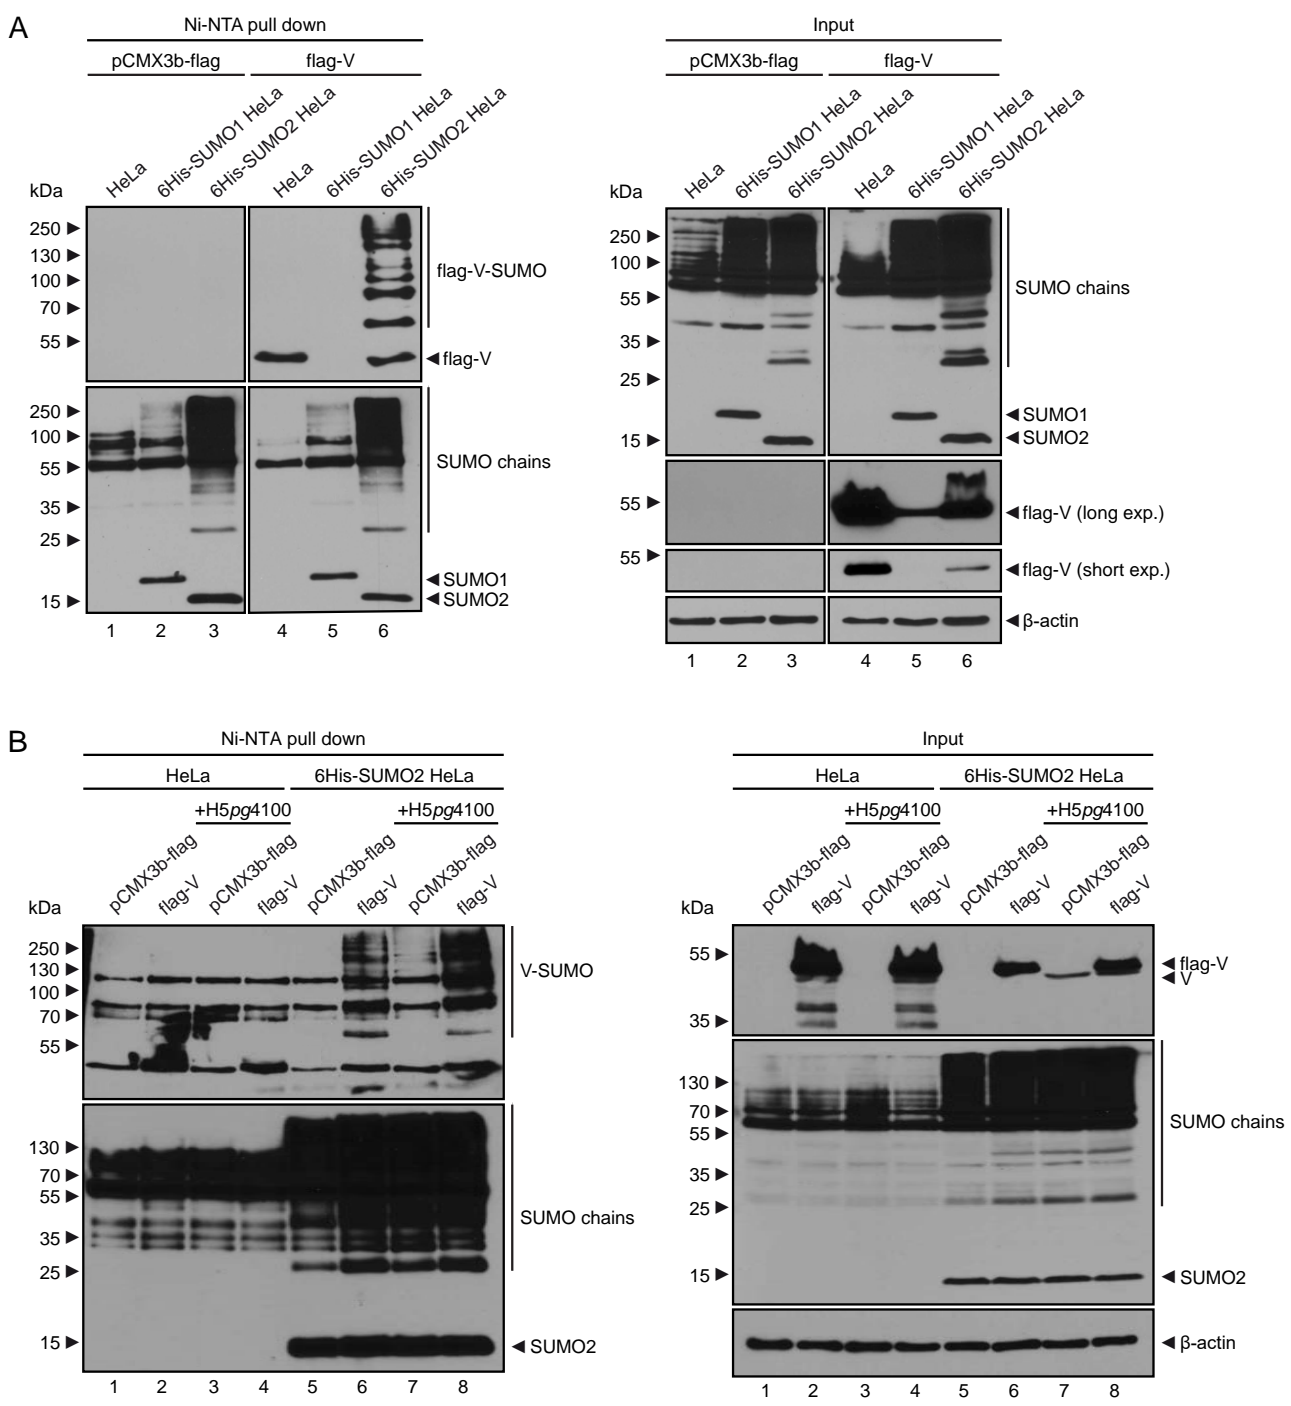 A
Ni-NTA pull down
pCMX3b-flag flag-V
HeLa 6His-SUMO1 HeLa 6His-SUMO2 HeLa HeLa 6His-SUMO1 HeLa 6His-SUMO2 HeLa
kDa
250
130
100
70
55
flag-V-SUMO
flag-V
250
100
55
35
25
15
SUMO chains
SUMO1
SUMO2
1 2 3 4 5 6
Input
pCMX3b-flag flag-V
HeLa 6His-SUMO1 HeLa 6His-SUMO2 HeLa HeLa 6His-SUMO1 HeLa 6His-SUMO2 HeLa
kDa
250
100
55
35
25
15
SUMO chains
SUMO1
SUMO2
55
flag-V (long exp.)
55
flag-V (short exp.)
β-actin
1 2 3 4 5 6
B
Ni-NTA pull down
HeLa 6His-SUMO2 HeLa
+H5pg4100 +H5pg4100
pCMX3b-flag flag-V pCMX3b-flag flag-V pCMX3b-flag flag-V pCMX3b-flag flag-V
kDa
250
130
100
70
55
V-SUMO
130
70
55
35
25
15
SUMO chains
SUMO2
1 2 3 4 5 6 7 8
Input
HeLa 6His-SUMO2 HeLa
+H5pg4100 +H5pg4100
pCMX3b-flag flag-V pCMX3b-flag flag-V pCMX3b-flag flag-V pCMX3b-flag flag-V
kDa
55
35
flag-V
V
130
70
55
35
25
15
SUMO chains
SUMO2
β-actin
1 2 3 4 5 6 7 8